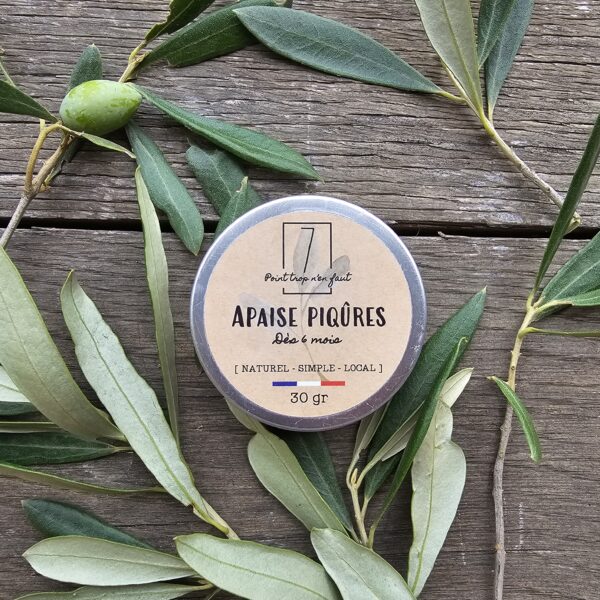 7
Point trop n'en faut
APAISE PIQÛRES
Dès 6 mois
[ NATUREL - SIMPLE - LOCAL ]
30 gr